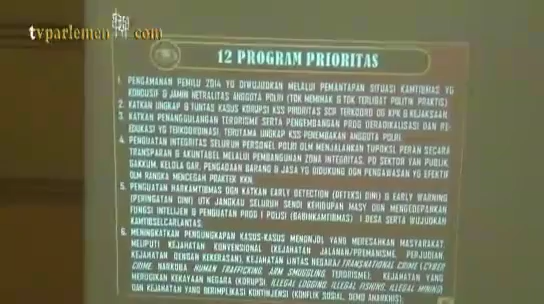 tvparlemen com
12 PROGRAM PRIORITAS
1. PENGAMANAN PEMILU 2014 YG DIWUJUDKAN MELALUI PEMANTAPAN SITUASI KAMTIBMAS YG
KONDUSIF & JAMIN NETRALITAS ANGGOTA POLRI (TDK MEMIHAK & TDK TERLIBAT POLITIK PRAKTIS)
2. KATKAN UNGKAP & TUNTAS KASUS KORUPSI KSS PRIORITAS SCR TERKOORD DG KPK & KEJAKSAAN.
3. KATKAN PENANGGULANGAN TERORISME SERTA PENGEMBANGAN PROG DERADIKALISASI DAN RE-
EDUKASI YG TERKOORDINASI, TERUTAMA UNGKAP KSS PENEMBAKAN ANGGOTA POLRI.
4. PENGUATAN INTEGRITAS SELURUH PERSONEL POLRI DLM MENJALANKAN TUPOKSI PERAN SECARA
TRANSPARAN & AKUNTABEL MELALUI PEMBANGUNAN ZONA INTEGRITAS, PD SEKTOR YAN PUBLIK,
GAKKUM, KELOLA GAR, PENGADAAN BARANG & JASA YG DIDUKUNG DGN PENGAWASAN YG EFEKTIF
DLM RANGKA MENCEGAH PRAKTEK KKN.
5. PENGUATAN HARKAMTIBMAS DGN KATKAN EARLY DETECTION (DETEKSI DINI) & EARLY WARNING
(PERINGATAN DINI) UTK JANGKAU SELURUH SENDI KEHIDUPAN MASY DGN MENGEDEPANKAN
FUNGSI INTELIJEN & PENGUATAN PROG 1 POLISI (BABINKAMTIBMAS) 1 DESA SERTA WUJUDKAN
KAMTIBSELCARLANTAS.
6. MENINGKATKAN PENGUNGKAPAN KASUS-KASUS MENONJOL YANG MERESAHKAN MASYARAKAT,
MELIPUTI KEJAHATAN KONVENSIONAL (KEJAHATAN JALANAN/PREMANISME, PERJUDIAN,
KEJAHATAN DENGAN KEKERASAN), KEJAHATAN LINTAS NEGARA/TRANSNATIONAL CRIME (CYBER
CRIME, NARKOBA HUMAN TRAFFICKING, ARM SMUGGLING TERORISME), KEJAHATAN YANG
MERUGIKAN KEKAYAAN NEGARA (KORUPSI, ILLEGAL LOGGING, ILLEGAL FISHING, ILLEGAL MINING)
DAN KEJAHATAN YANG BERIMPLIKASI KONTINJENSI (KONFLIK SOSIAL, DEMO ANARKHIS)